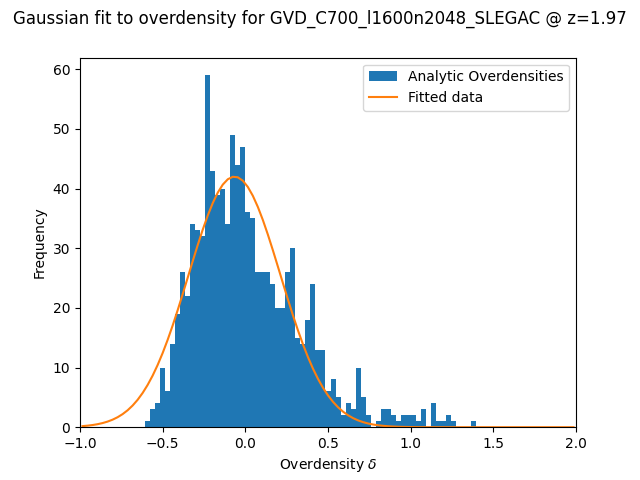 Gaussian fit to overdensity for GVD_C700_l1600n2048_SLEGAC @ z=1.97
Analytic Overdensities
Fitted data
60
50
40
30
20
10
0
Frequency
−1.0 −0.5 0.0 0.5 1.0 1.5 2.0
Overdensity δ